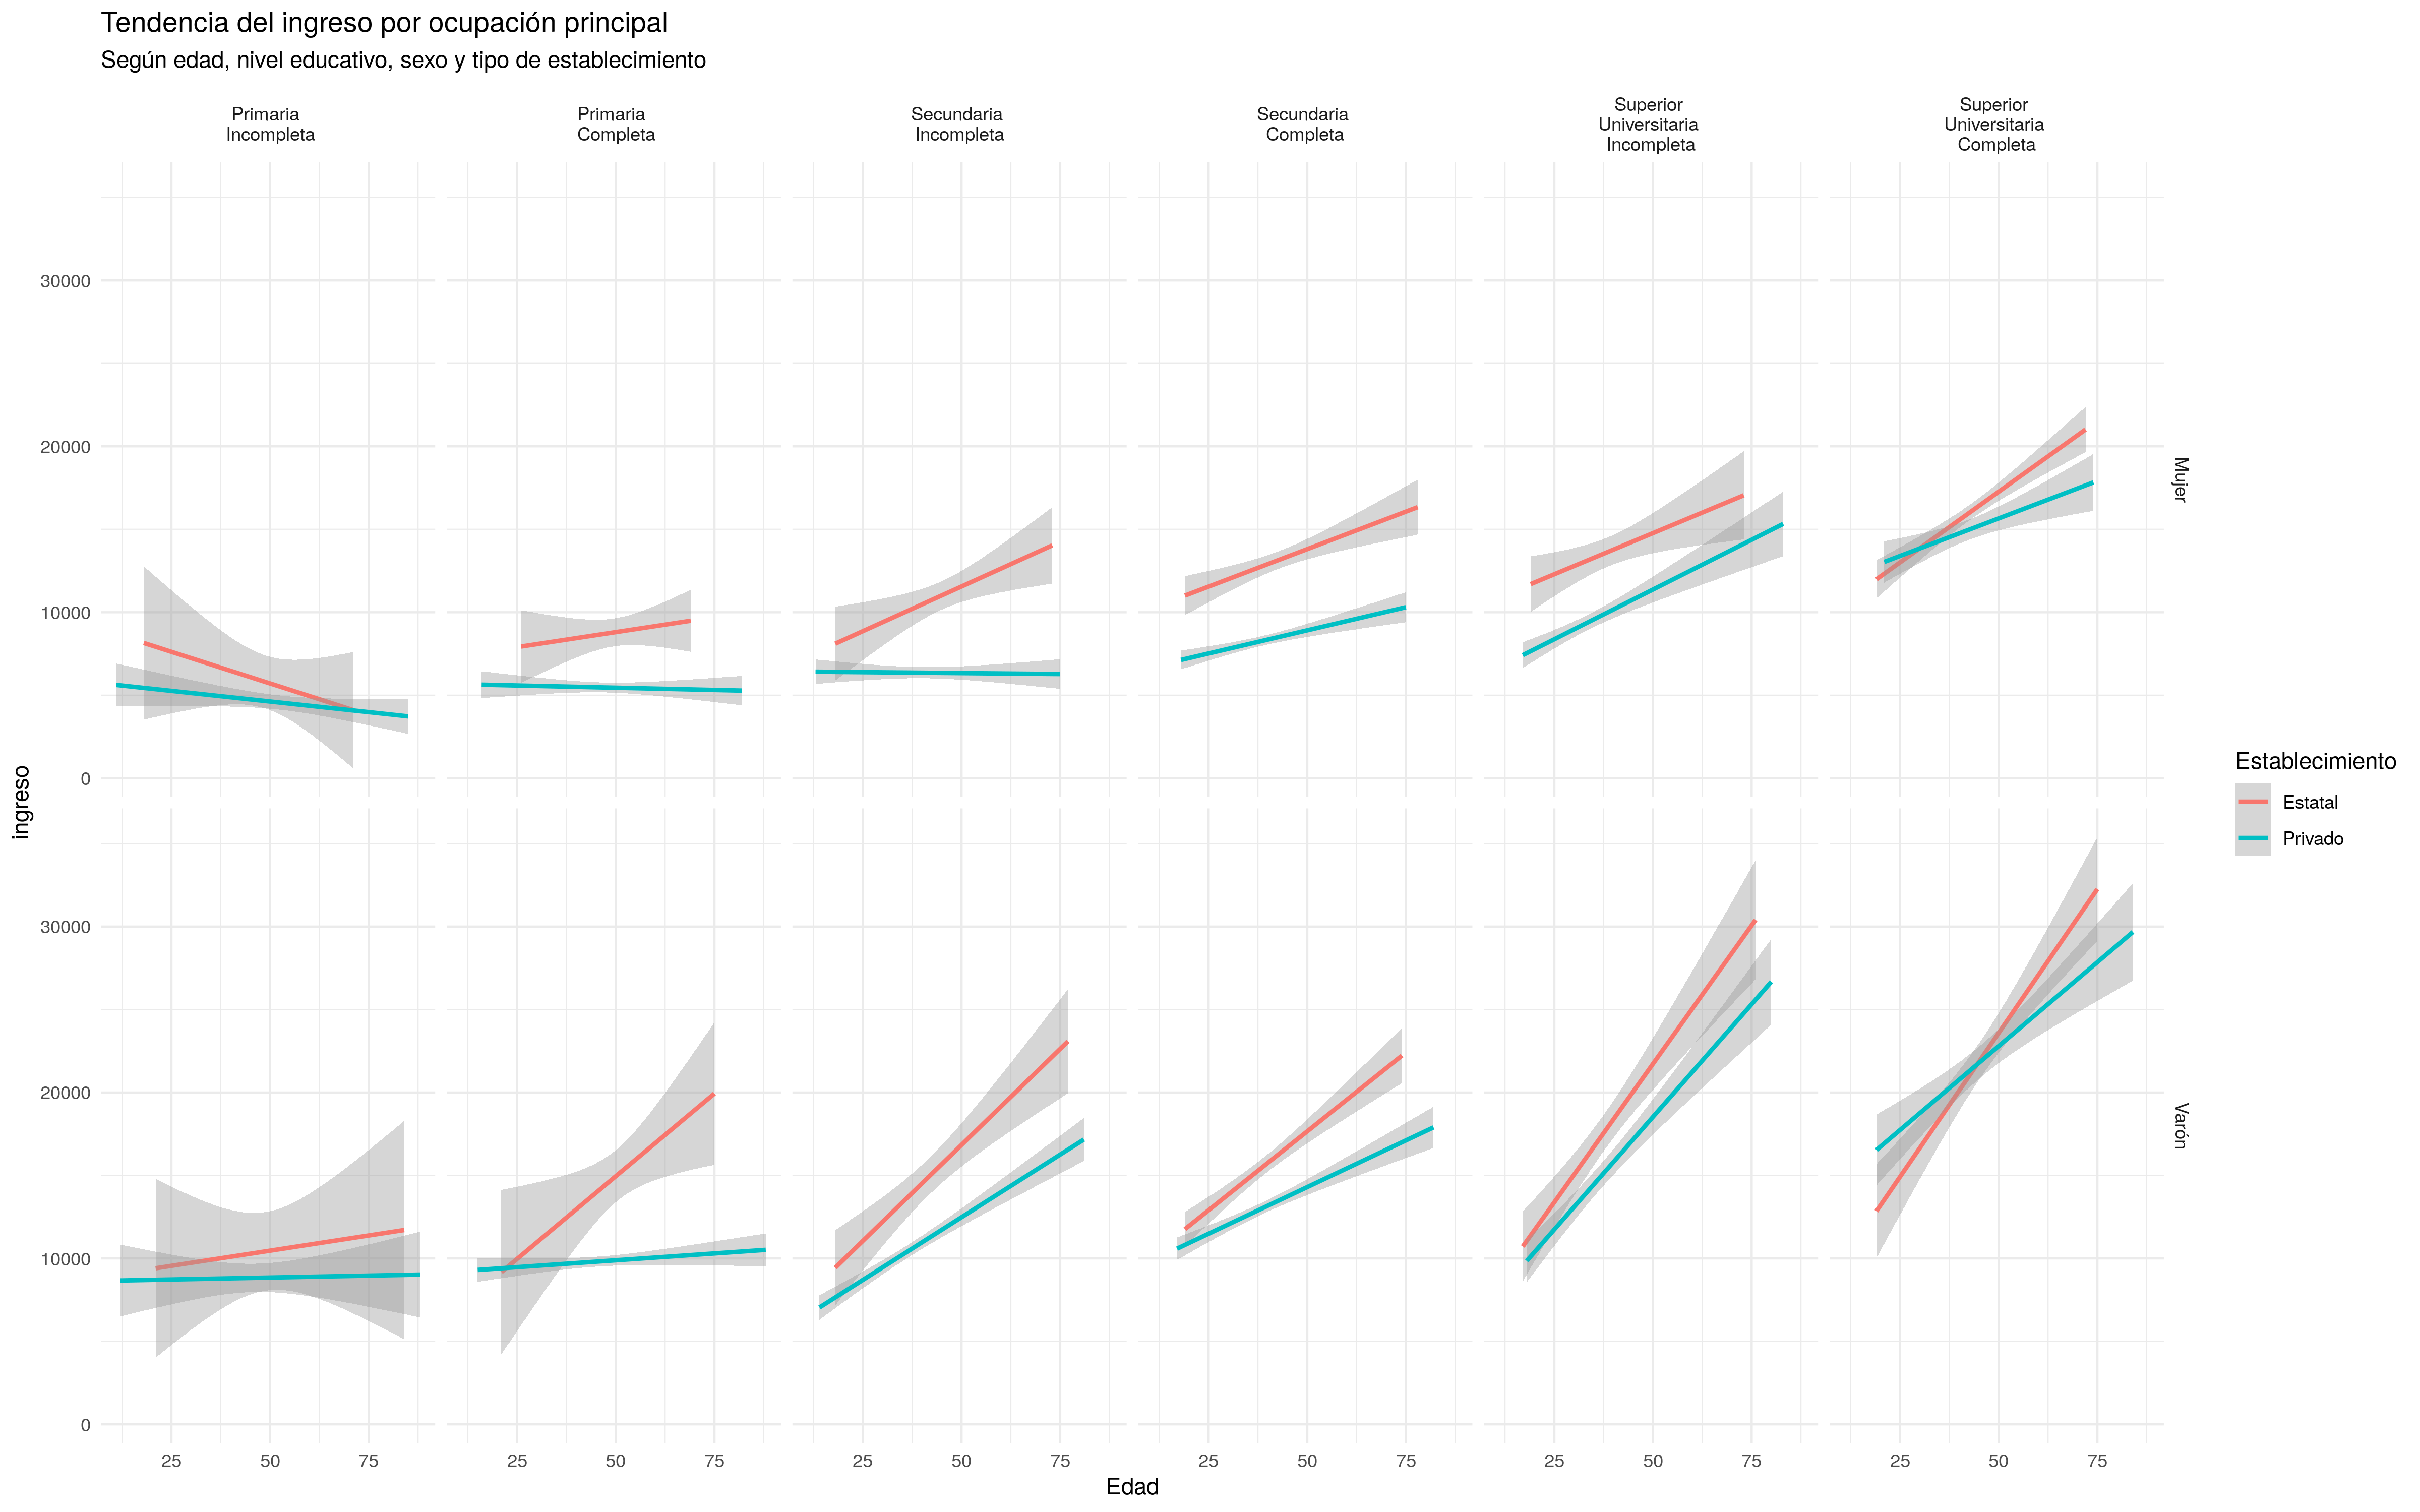 Tendencia del ingreso por ocupación principal
Según edad, nivel educativo, sexo y tipo de establecimiento
Primaria
Incompleta
Primaria
Completa
Secundaria
Incompleta
Secundaria
Completa
Superior
Universitaria
Incompleta
Superior
Universitaria
Completa
30000
20000
10000
0
Mujer
ingreso
30000
20000
10000
0
Varón
25 50 75
25 50 75
25 50 75
25 50 75
25 50 75
25 50 75
Edad
Establecimiento
Estatal
Privado